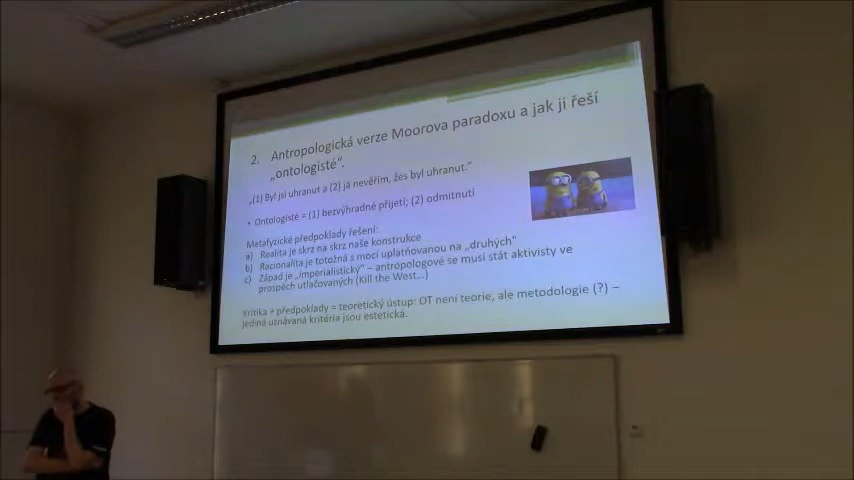 2. Antropologická verze Moorova paradoxu a jak ji řeší
„ontologisté“.
„(1) Byl jsi uhranut a (2) já nevěřím, žes byl uhranut.“
• Ontologisté = (1) bezvýhradné přijetí; (2) odmítnutí
Metafyzické předpoklady řešení:
a) Realita je skrz na skrz naše konstrukce
b) Racionalita je totožná s mocí uplatňovanou na „druhých“
c) Západ je „imperialistický“ – antropologové se musí stát aktivisty ve
prospěch utlačovaných (Kill the West...)
Kritika + předpoklady = teoretický ústup: OT není teorie, ale metodologie (?) –
jediná uznávaná kritéria jsou estetická.